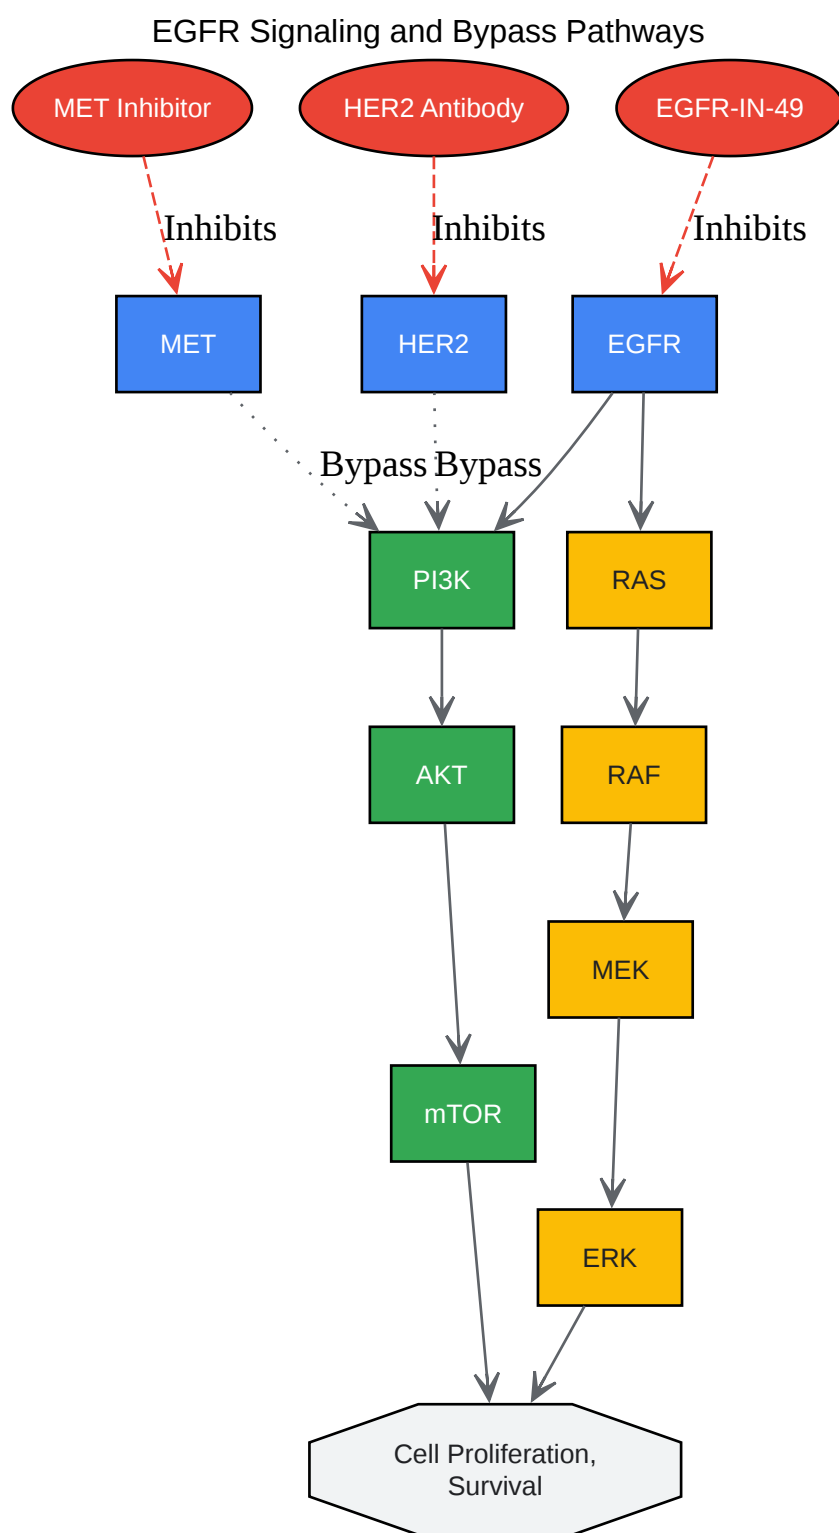 EGFR Signaling and Bypass Pathways
MET Inhibitor
HER2 Antibody
EGFR-IN-49
Inhibits
Inhibits
Inhibits
MET
HER2
EGFR
Bypass
Bypass
PI3K
RAS
AKT
RAF
MEK
mTOR
ERK
Cell Proliferation,
Survival